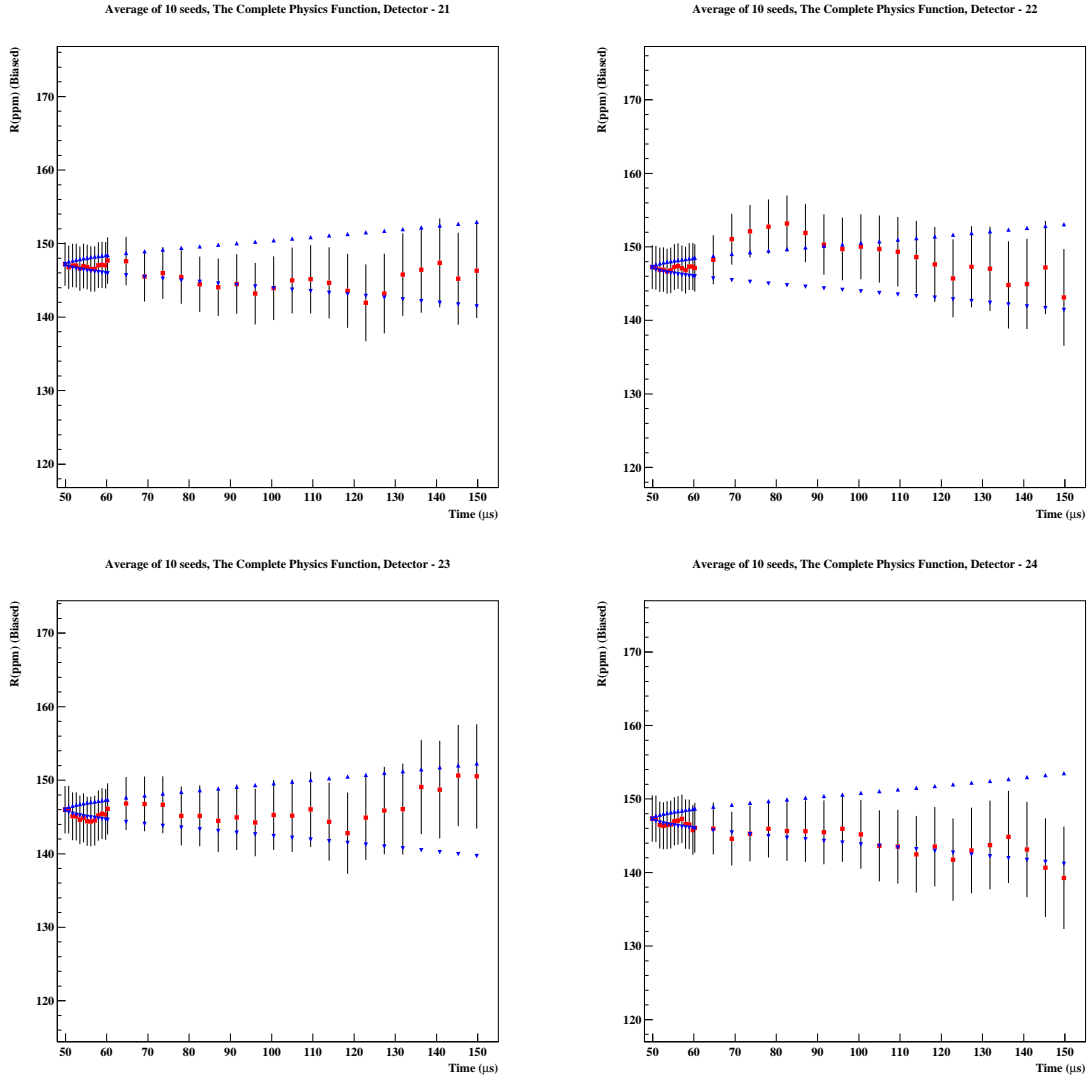 Average of 10 seeds, The Complete Physics Function, Detector - 21
R(ppm) (Biased)
170
160
150
140
130
120
50 60 70 80 90 100 110 120 130 140 150
Time (μs)
Average of 10 seeds, The Complete Physics Function, Detector - 22
R(ppm) (Biased)
170
160
150
140
130
120
50 60 70 80 90 100 110 120 130 140 150
Time (μs)
Average of 10 seeds, The Complete Physics Function, Detector - 23
R(ppm) (Biased)
170
160
150
140
130
120
50 60 70 80 90 100 110 120 130 140 150
Time (μs)
Average of 10 seeds, The Complete Physics Function, Detector - 24
R(ppm) (Biased)
170
160
150
140
130
120
50 60 70 80 90 100 110 120 130 140 150
Time (μs)